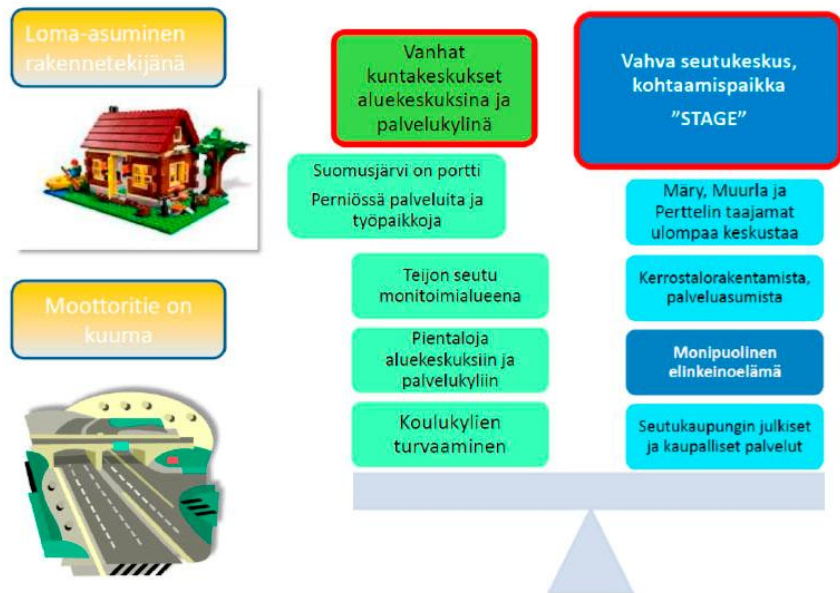 Loma-asuminen
rakennetekijänä
Moottoritie on
kuuma
Vanhat
kuntakeskukset
aluekeskuksina ja
palvelukylinä
Suomusjärvi on portti
Perniössä palveluita ja
työpaikkoja
Teijon seutu
monitoimialueena
Pientaloja
aluekeskuksiin ja
palvelukyliin
Koulukylien
turvaaminen
Vahva seutukeskus,
kohtaamispaikka
”STAGE”
Märy, Muurla ja
Perttelin taajamat
ulompaa keskustaa
Kerrostalorakentamista,
palveluasumista
Monipuolinen
elinkeinoelämä
Seutukaupungin julkiset
ja kaupalliset palvelut